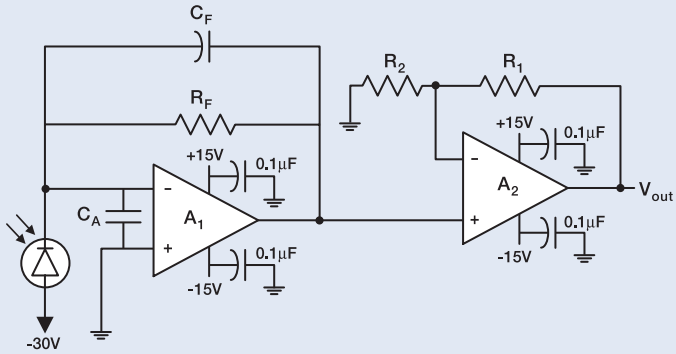 C_F
R_F
R_2
R_1
+15V
0.1µF
+15V
0.1µF
C_A
A_1
A_2
V_out
-15V
0.1µF
-15V
0.1µF
-30V
−
+
−
+